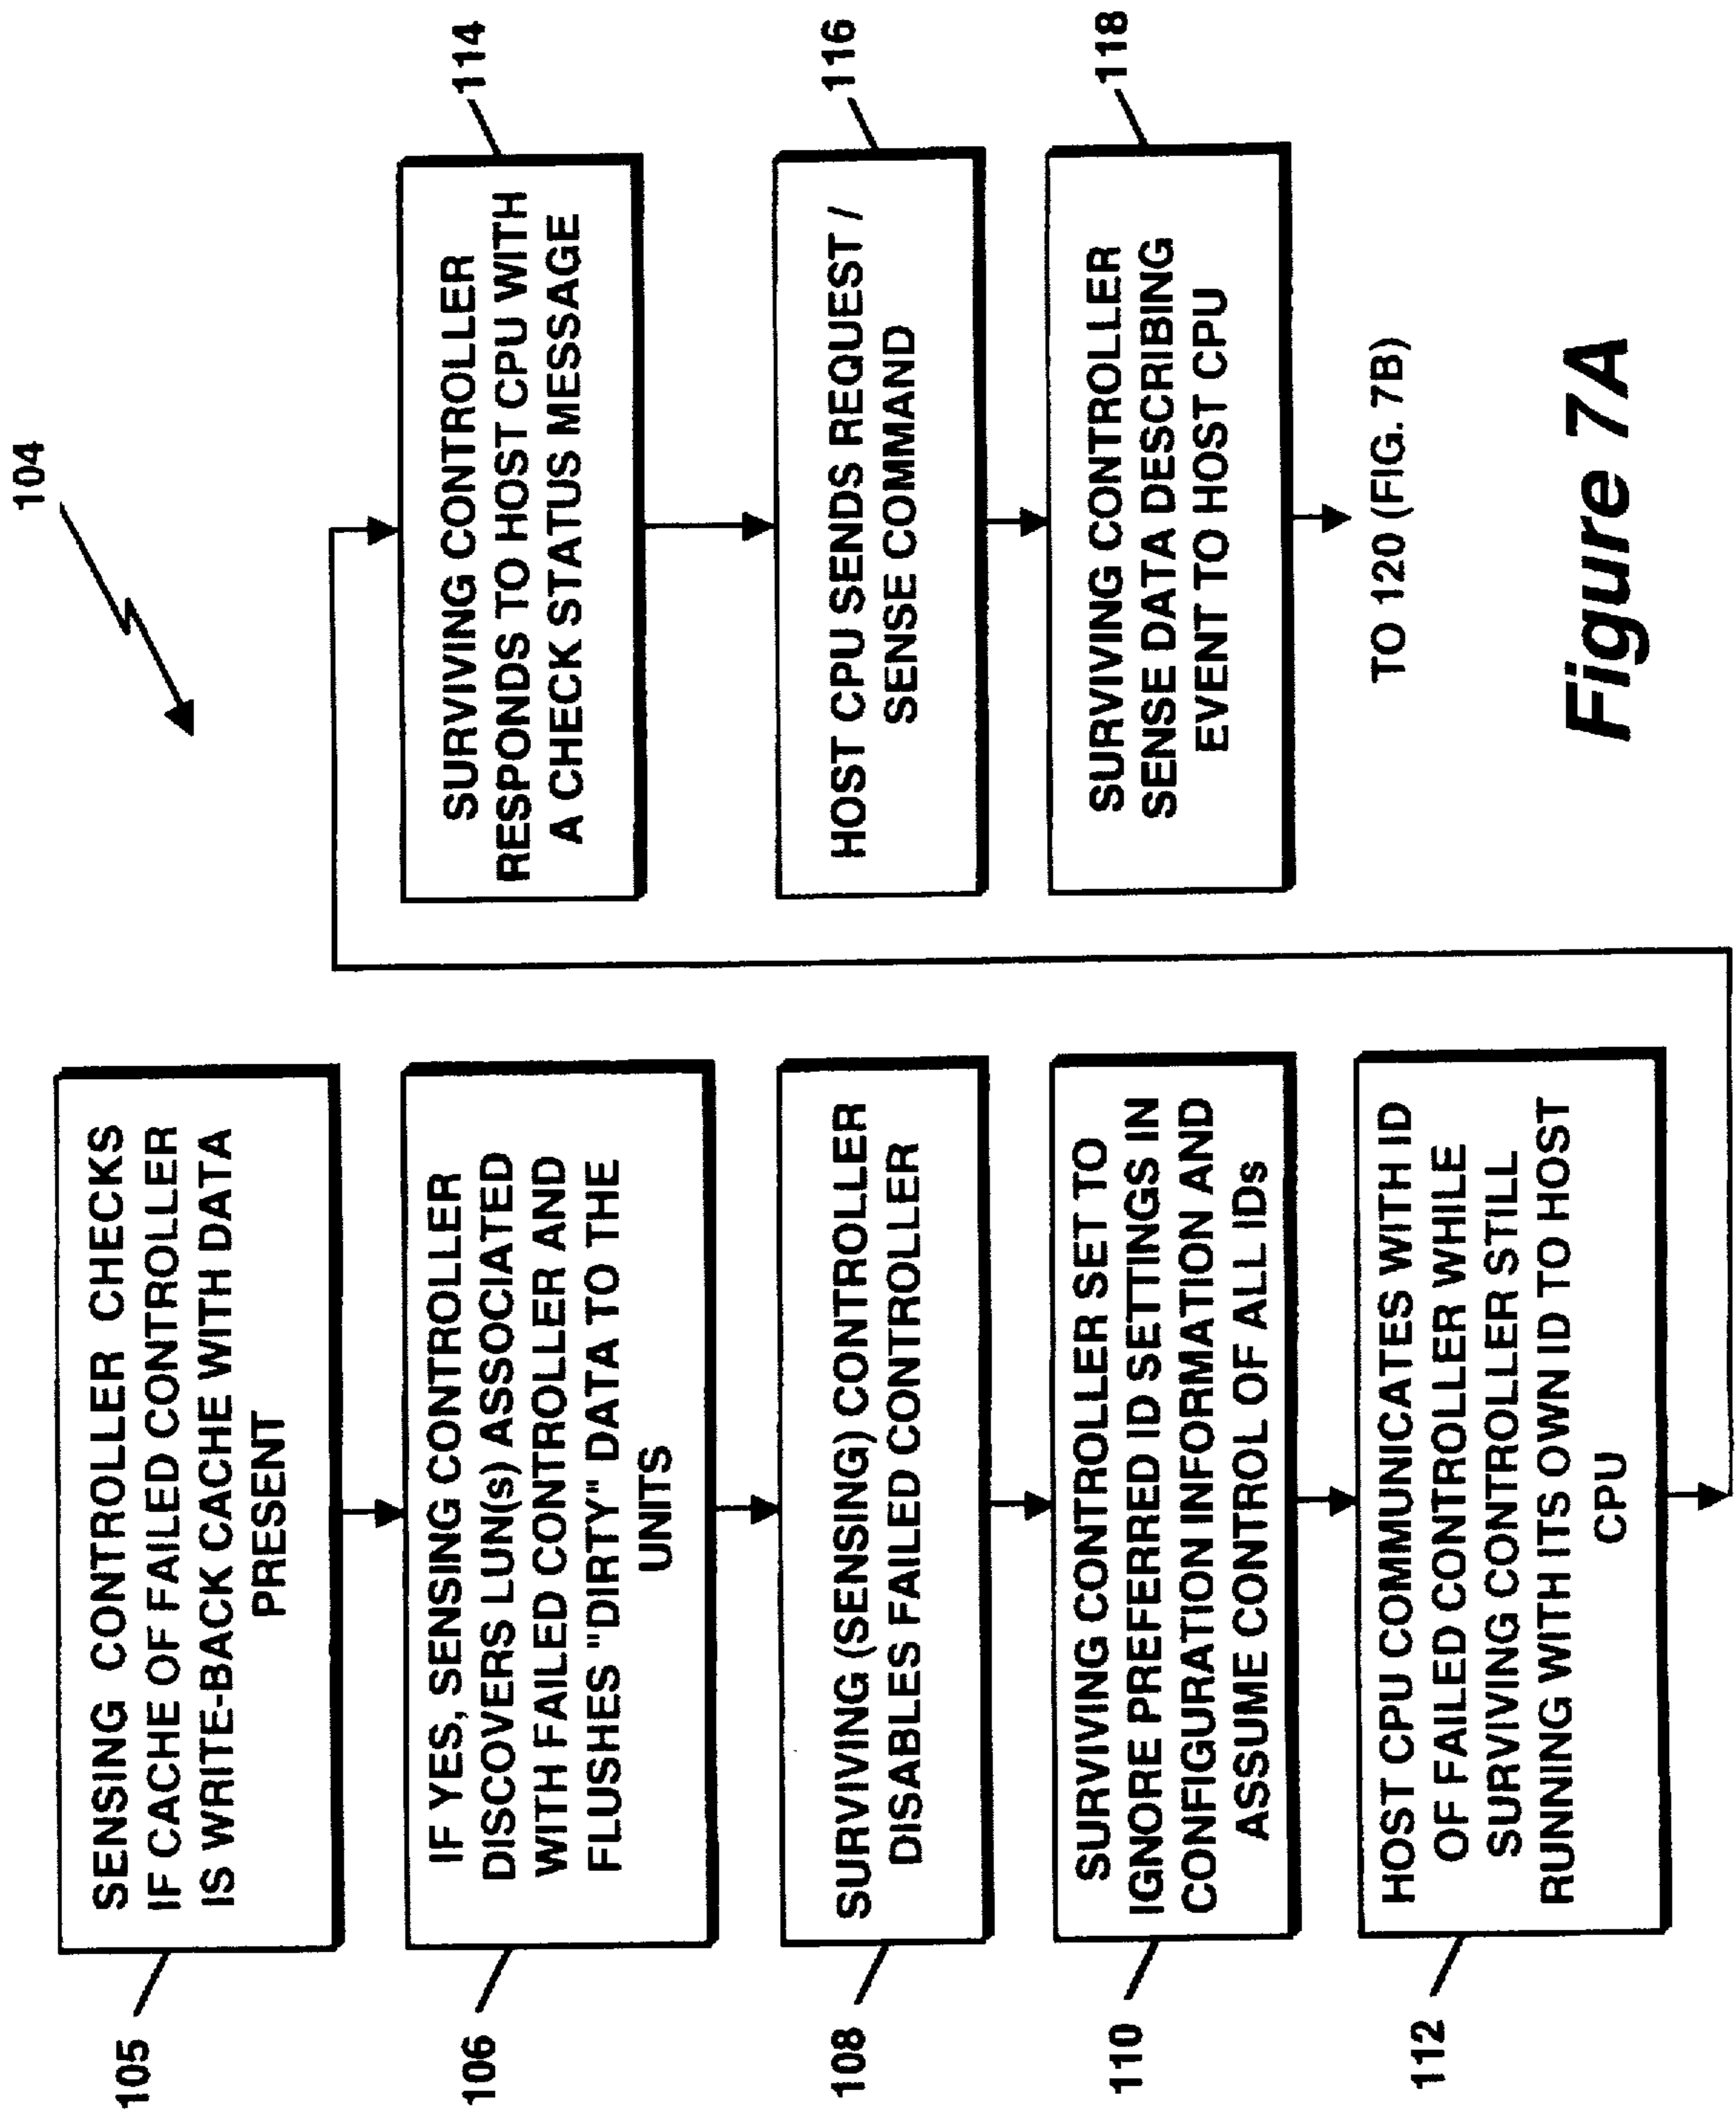 104
105
SENSING CONTROLLER CHECKS
IF CACHE OF FAILED CONTROLLER
IS WRITE-BACK CACHE WITH DATA
PRESENT
106
IF YES, SENSING CONTROLLER
DISCOVERS LUN(s) ASSOCIATED
WITH FAILED CONTROLLER AND
FLUSHES "DIRTY" DATA TO THE
UNITS
108
SURVIVING (SENSING) CONTROLLER
DISABLES FAILED CONTROLLER
110
SURVIVING CONTROLLER SET TO
IGNORE PREFERRED ID SETTINGS IN
CONFIGURATION INFORMATION AND
ASSUME CONTROL OF ALL IDs
112
HOST CPU COMMUNICATES WITH ID
OF FAILED CONTROLLER WHILE
SURVIVING CONTROLLER STILL
RUNNING WITH ITS OWN ID TO HOST
CPU
114
SURVIVING CONTROLLER
RESPONDS TO HOST CPU WITH
A CHECK STATUS MESSAGE
116
HOST CPU SENDS REQUEST /
SENSE COMMAND
118
SURVIVING CONTROLLER
SENSE DATA DESCRIBING
EVENT TO HOST CPU
TO 120 (FIG. 7B)
Figure 7A